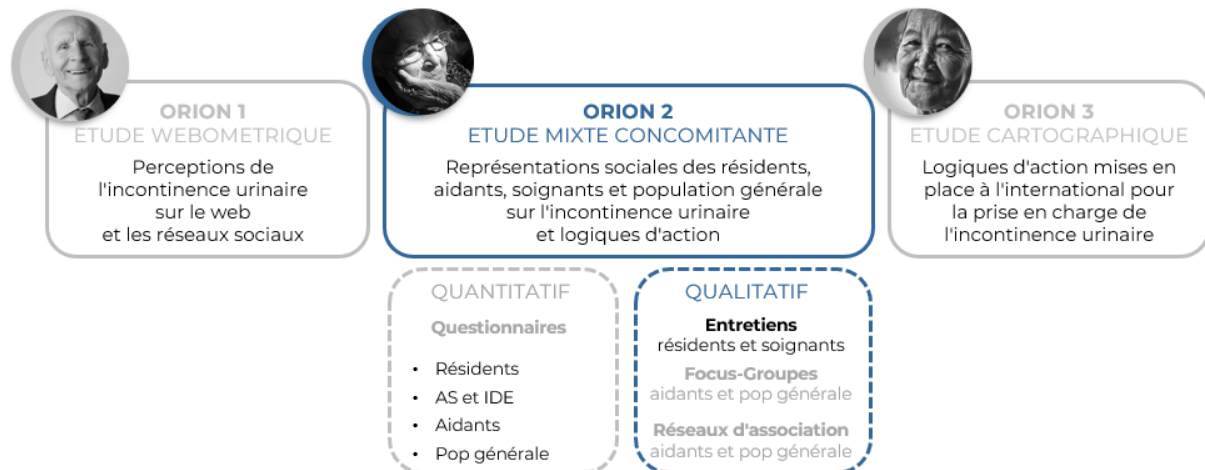 ORION 1
ETUDE WEBOMETRIQUE
Perceptions de
l'incontinence urinaire
sur le web
et les réseaux sociaux
ORION 2
ETUDE MIXTE CONCOMITANTE
Représentations sociales des résidents,
aidants, soignants et population générale
sur l'incontinence urinaire
et logiques d'action
ORION 3
ETUDE CARTOGRAPHIQUE
Logiques d'action mises en
place à l'international pour
la prise en charge de
l'incontinence urinaire
QUANTITATIF
Questionnaires
• Résidents
• AS et IDE
• Aidants
• Pop générale
QUALITATIF
Entretiens
résidents et soignants
Focus-Groupes
aidants et pop générale
Réseaux d'association
aidants et pop générale